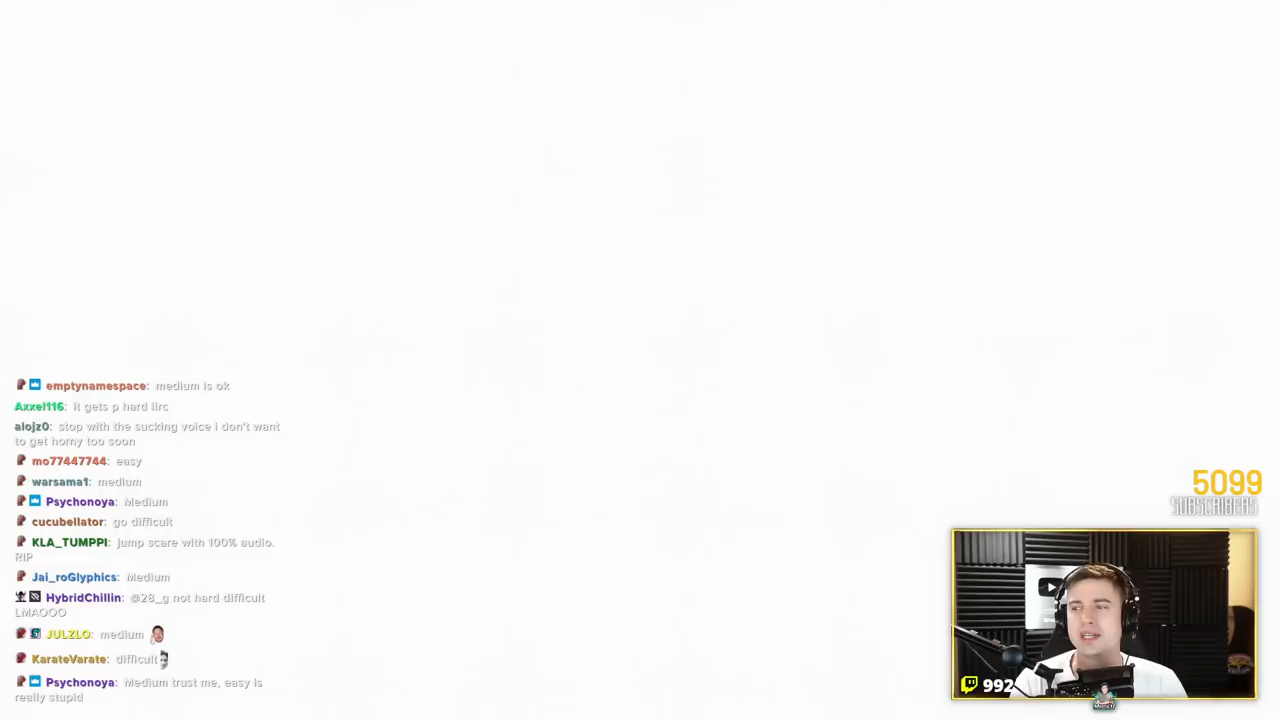 emptynamespace: medium is ok
Axxel116: it gets p hard iirc
alojz0: stop with the sucking voice i don't want
to get horny too soon
mo77447744: easy
warsama1: medium
Psychonoya: Medium
cucubellator: go difficult
KLA_TUMPPI: jump scare with 100% audio.
RIP
Jai_roGlyphics: Medium
HybridChillin: @28_g not hard difficult
LMAOOO
JULZLO: medium
KarateVarate: difficult
Psychonoya: Medium trust me, easy is
really stupid
5099
SUBSCRIBERS
992